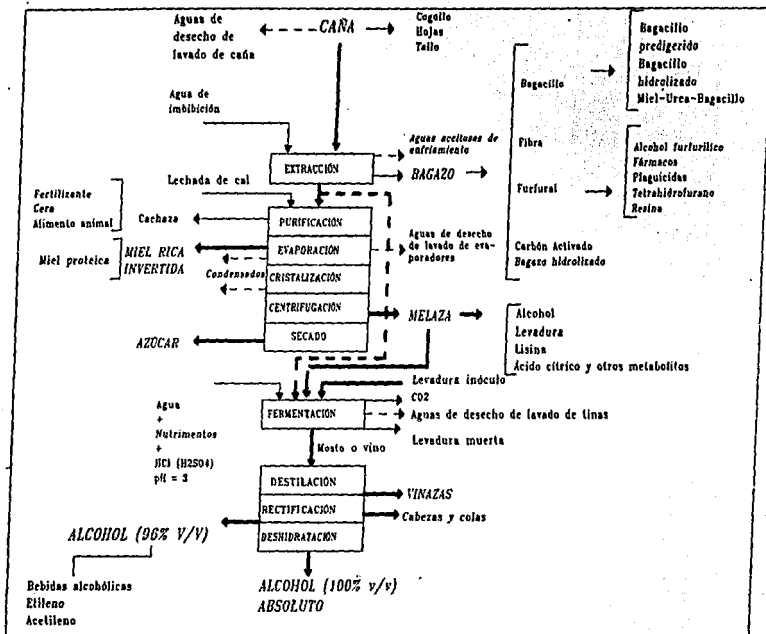 Aguas de
desecho de
lavado de caña
CAÑA
Cogollo
Hojas
Tallo
Agua de
imbibición
Bagacillo
Bagacillo
predigerido
Bagacillo
hidrolizado
Miel-Urea-Bagacillo
EXTRACCIÓN
Aguas aceitosas de
enfriamiento
BAGAZO
Fibra
Furfural
Alcohol furfurílico
Fármacos
Plaguicidas
Tetrahidrofurano
Resina
Carbón Activado
Bagazo hidrolizado
Lechada de cal
Fertilizante
Cera
Alimento animal
Cachaza
PURIFICACIÓN
EVAPORACIÓN
CRISTALIZACIÓN
CENTRIFUGACIÓN
SECADO
Miel proteica
MIEL RICA
INVERTIDA
Condensados
Aguas de desecho
de lavado de eva-
poradores
AZÚCAR
MELAZA
Alcohol
Levadura
Lisina
Ácido cítrico y otros metabolitos
Levadura inóculo
CO2
Aguas de desecho de lavado de tinas
Levadura muerta
FERMENTACIÓN
Agua
+
Nutrimentos
+
HCl (H2SO4)
pH = 3
Mosto o vino
DESTILACIÓN
RECTIFICACIÓN
DESHIDRATACIÓN
VINAZAS
Cabezas y colas
ALCOHOL (96% V/V)
Bebidas alcohólicas
Etileno
Acetileno
ALCOHOL (100% v/v)
ABSOLUTO